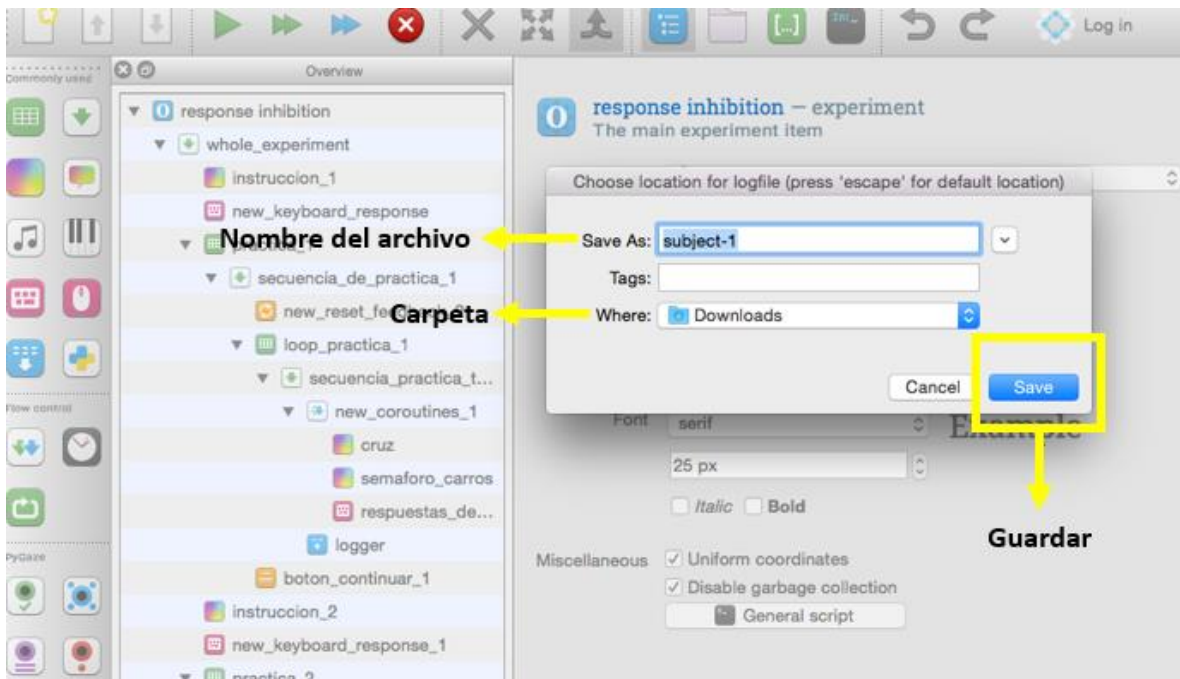 Log in
Commonly used
Overview
response inhibition
whole_experiment
instruccion_1
new_keyboard_response
secuencia_de_practica_1
loop_practica_1
secuencia_practica_t...
new_coroutines_1
cruz
semaforo_carros
respuestas_de...
logger
boton_continuar_1
instruccion_2
new_keyboard_response_1
practica_2
Flow control
PyGaze
response inhibition — experiment
The main experiment item
Choose location for logfile (press 'escape' for default location)
Nombre del archivo
Save As: subject-1
Tags:
Carpeta
Where: Downloads
Cancel Save
Guardar
Font serif
Example
25 px
Italic Bold
Miscellaneous Uniform coordinates
Disable garbage collection
General script